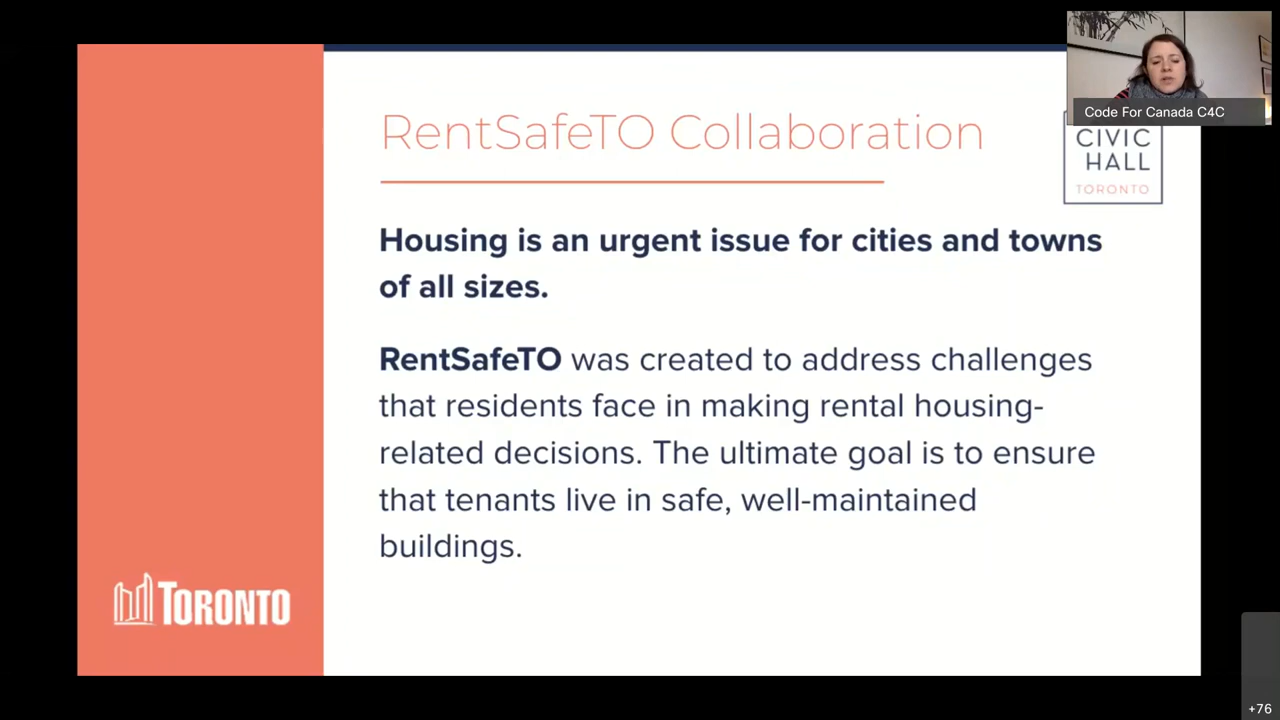 RentSafeTO Collaboration
Code For Canada C4C
CIVIC
HALL
TORONTO
Housing is an urgent issue for cities and towns
of all sizes.
RentSafeTO was created to address challenges
that residents face in making rental housing-
related decisions. The ultimate goal is to ensure
that tenants live in safe, well-maintained
buildings.
TORONTO
+76